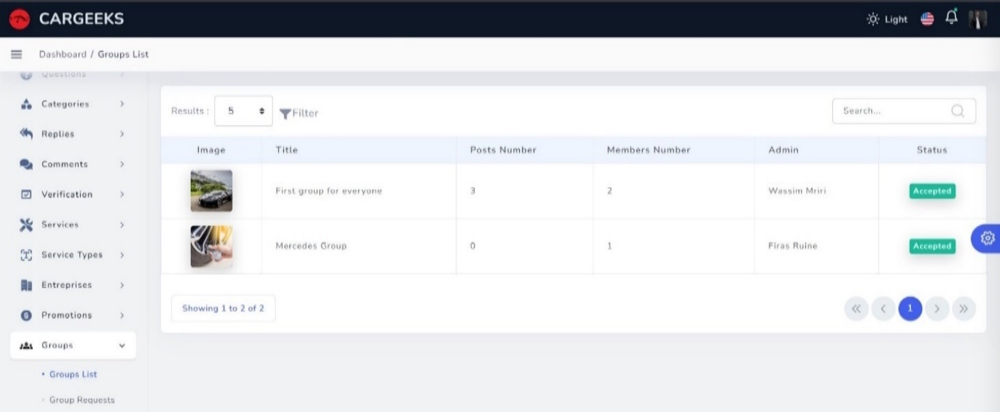 CARGEEKS
Light
Dashboard / Groups List
Questions
Categories
Replies
Comments
Verification
Services
Service Types
Entreprises
Promotions
Groups
Groups List
Group Requests
Results : 5 Filter
Search...
Image Title Posts Number Members Number Admin Status
First group for everyone 3 2 Wassim Mriri Accepted
Mercedes Group 0 1 Firas Ruine Accepted
Showing 1 to 2 of 2
1